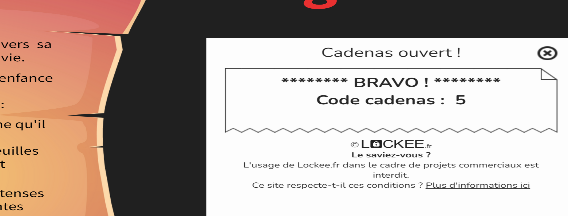 vers sa
vie.
enfance
:
ne qu'il
euilles
t
tenses
ntes
Cadenas ouvert !
******** BRAVO ! ********
Code cadenas : 5
© LOCKEE.fr
Le saviez-vous ?
L'usage de Lockee.fr dans le cadre de projets commerciaux est
interdit.
Ce site respecte-t-il ces conditions ? Plus d'informations ici